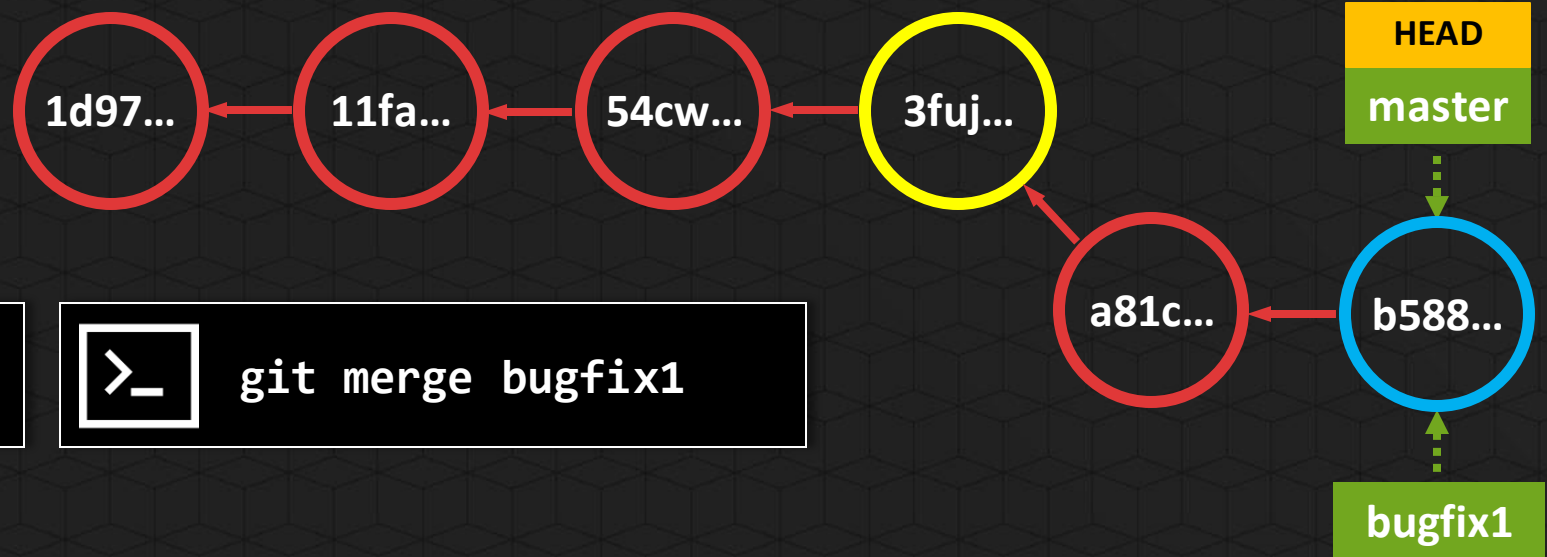 HEAD
master
1d97…
11fa…
54cw…
3fuj…
a81c…
b588…
>_
git merge bugfix1
bugfix1